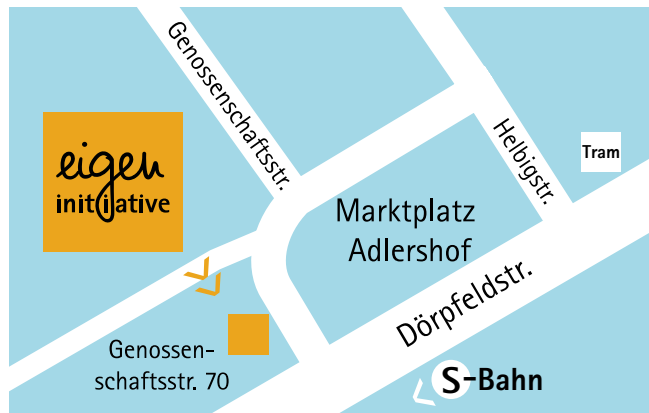 Genossenschaftsstr.
Helbigstr.
Tram
eigen
initiative
Marktplatz
Adlershof
Dörpfeldstr.
Genossen-
schaftsstr. 70
S-Bahn